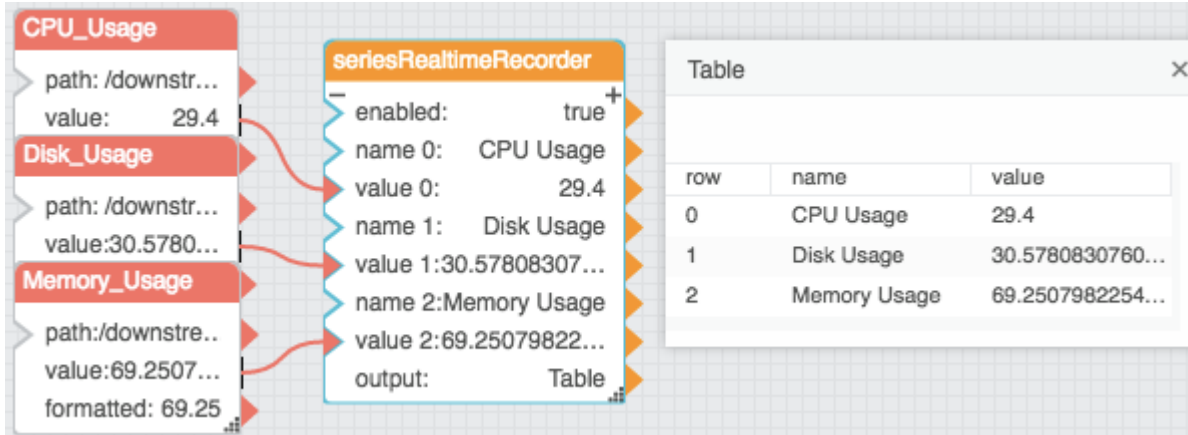 CPU_Usage
path: /downstr...
value: 29.4
Disk_Usage
path: /downstr...
value:30.5780...
Memory_Usage
path:/downstre..
value:69.2507...
formatted: 69.25
seriesRealtimeRecorder
− +
enabled: true
name 0: CPU Usage
value 0: 29.4
name 1: Disk Usage
value 1:30.57808307...
name 2:Memory Usage
value 2:69.25079822...
output: Table
Table ×
row name value
0 CPU Usage 29.4
1 Disk Usage 30.5780830760...
2 Memory Usage 69.2507982254...